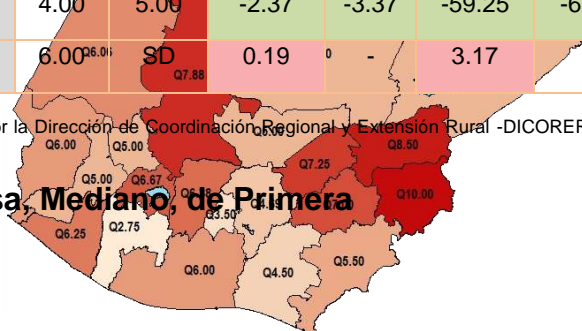 4.00 5.00 -2.37 -3.37 -59.25
Q6.06
6.00 SD 0.19 - 3.17
Q7.88
or la Dirección de Coordinación Regional y Extensión Rural -DICORER
Q6.00 Q5.00 Q8.50
Q7.25
Q5.00 Q6.67 Q10.00
sa, Mediano, de Primera
Q3.50
Q6.25 Q2.75
Q6.00 Q4.50 Q5.50